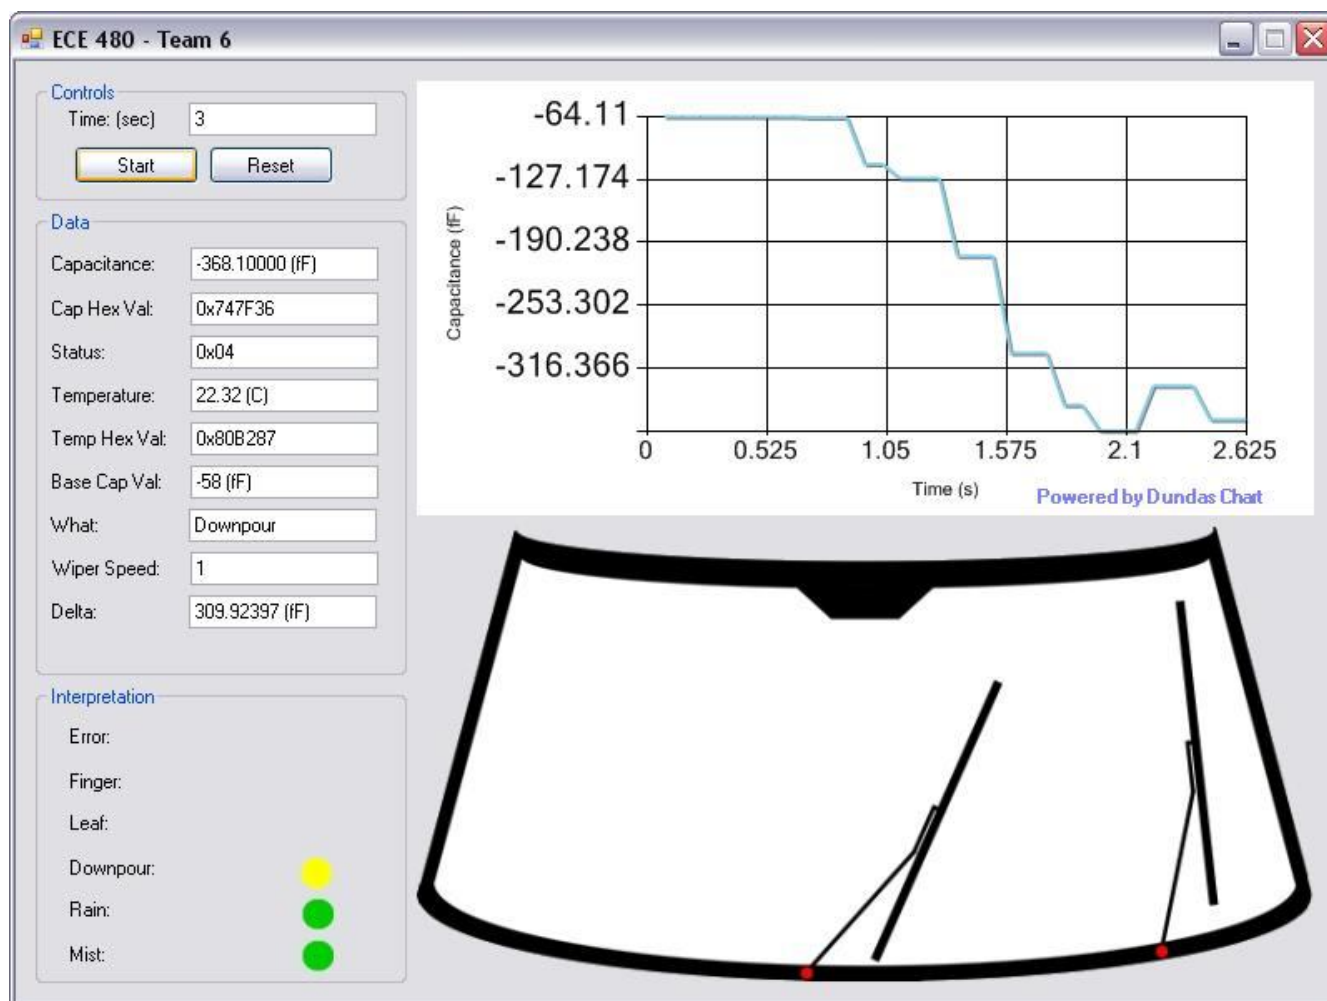 ECE 480 - Team 6
Controls
Time: (sec) 3
Start Reset
Data
Capacitance: -368.10000 (fF)
Cap Hex Val: 0x747F36
Status: 0x04
Temperature: 22.32 (C)
Temp Hex Val: 0x80B287
Base Cap Val: -58 (fF)
What: Downpour
Wiper Speed: 1
Delta: 309.92397 (fF)
Interpretation
Error:
Finger:
Leaf:
Downpour:
Rain:
Mist:
Capacitance (fF)
-64.11
-127.174
-190.238
-253.302
-316.366
0 0.525 1.05 1.575 2.1 2.625
Time (s)
Powered by Dundas Chart